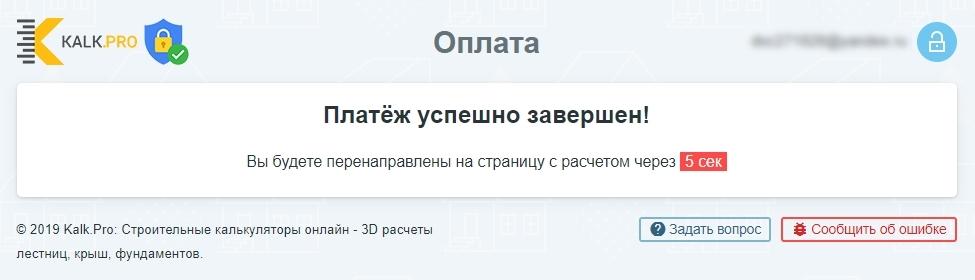 KALK.PRO
Оплата
Платёж успешно завершен!
Вы будете перенаправлены на страницу с расчетом через 5 сек
© 2019 Kalk.Pro: Строительные калькуляторы онлайн - 3D расчеты
лестниц, крыш, фундаментов.
Задать вопрос
Сообщить об ошибке